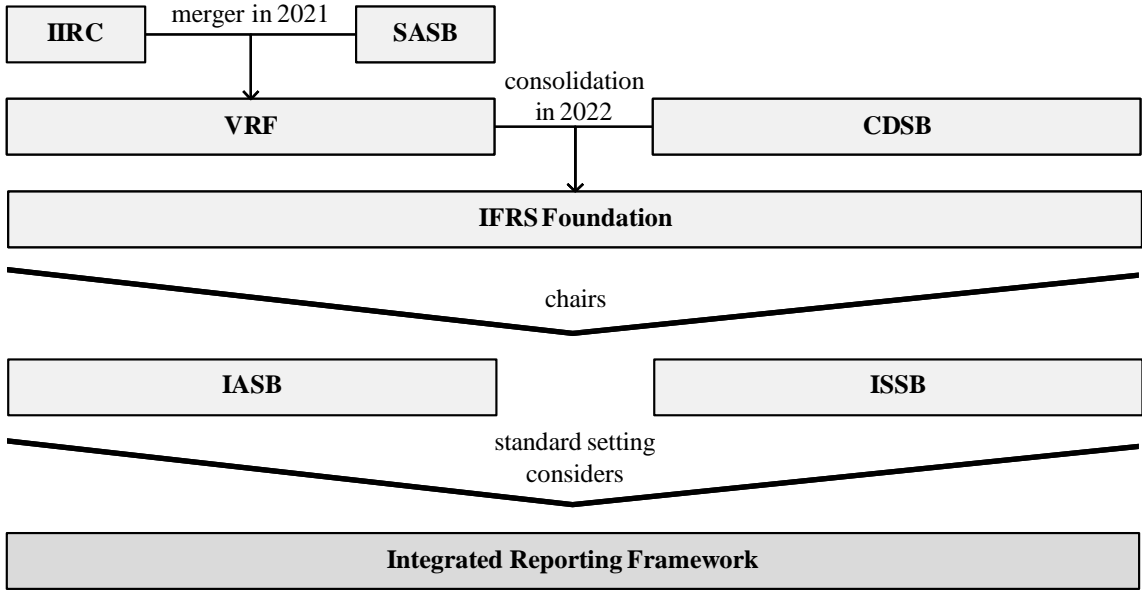 merger in 2021
IIRC
SASB
consolidation
in 2022
VRF
CDSB
IFRS Foundation
chairs
IASB
ISSB
standard setting
considers
Integrated Reporting Framework